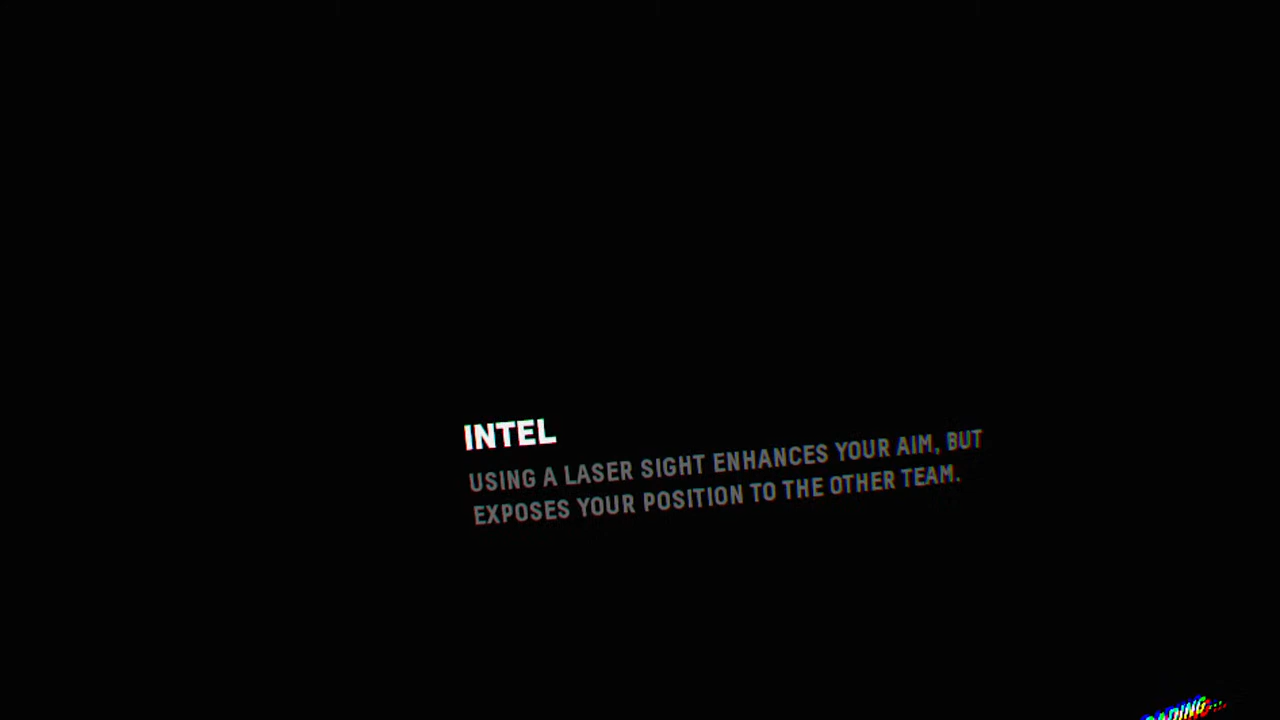 INTEL
USING A LASER SIGHT ENHANCES YOUR AIM, BUT
EXPOSES YOUR POSITION TO THE OTHER TEAM.